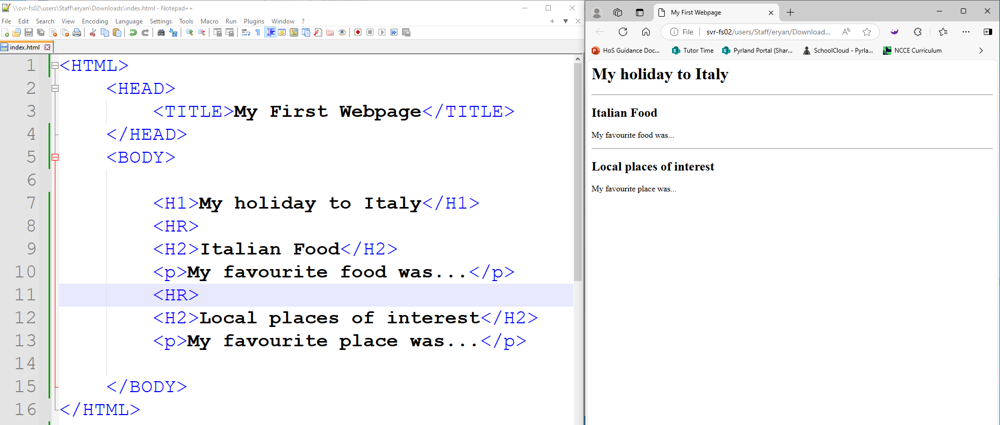 \\svr-fs02\users\Staff\eryan\Downloads\index.html - Notepad++
File Edit Search View Encoding Language Settings Tools Macro Run Plugins Window ?
index.html
1 <HTML>
2 <HEAD>
3 <TITLE>My First Webpage</TITLE>
4 </HEAD>
5 <BODY>
6
7 <H1>My holiday to Italy</H1>
8 <HR>
9 <H2>Italian Food</H2>
10 <p>My favourite food was...</p>
11 <HR>
12 <H2>Local places of interest</H2>
13 <p>My favourite place was...</p>
14
15 </BODY>
16 </HTML>
My First Webpage
File svr-fs02/users/Staff/eryan/Download...
HoS Guidance Doc... Tutor Time Pyrland Portal (Shar... SchoolCloud - Pyrla... NCCE Curriculum
My holiday to Italy
Italian Food
My favourite food was...
Local places of interest
My favourite place was...